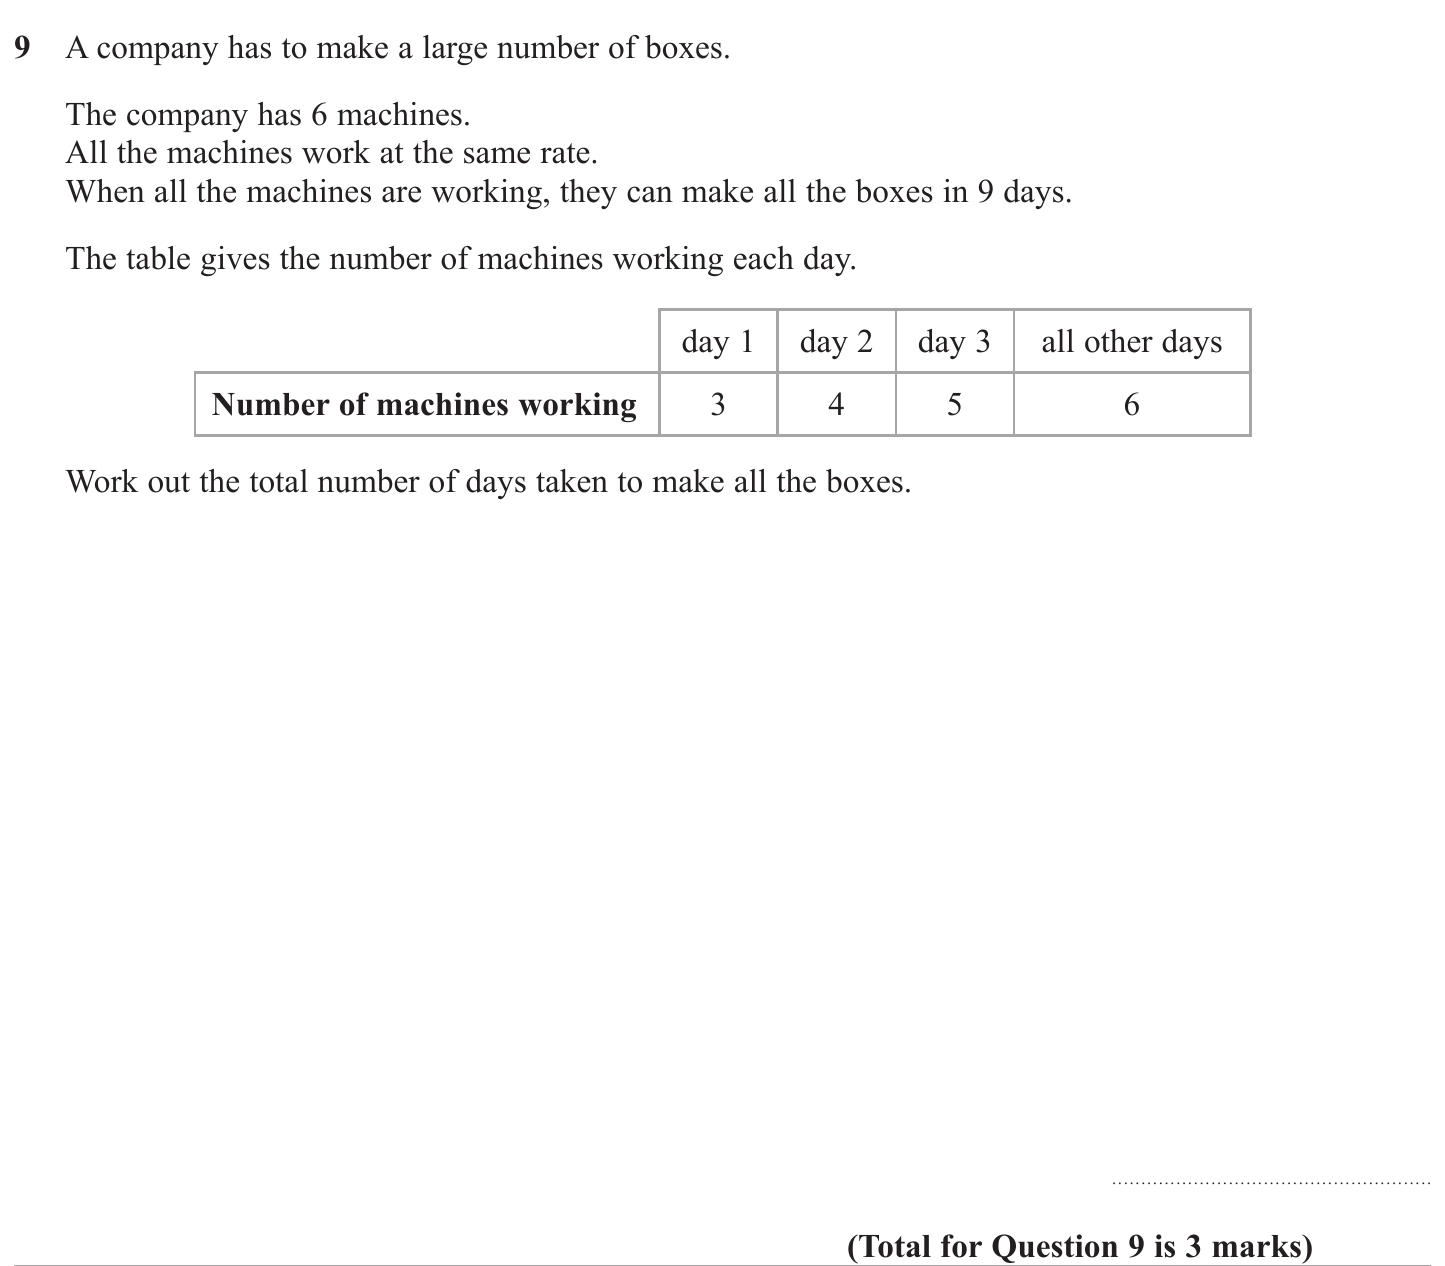 9 A company has to make a large number of boxes.
The company has 6 machines.
All the machines work at the same rate.
When all the machines are working, they can make all the boxes in 9 days.
The table gives the number of machines working each day.
day 1 day 2 day 3 all other days
Number of machines working 3 4 5 6
Work out the total number of days taken to make all the boxes.
(Total for Question 9 is 3 marks)